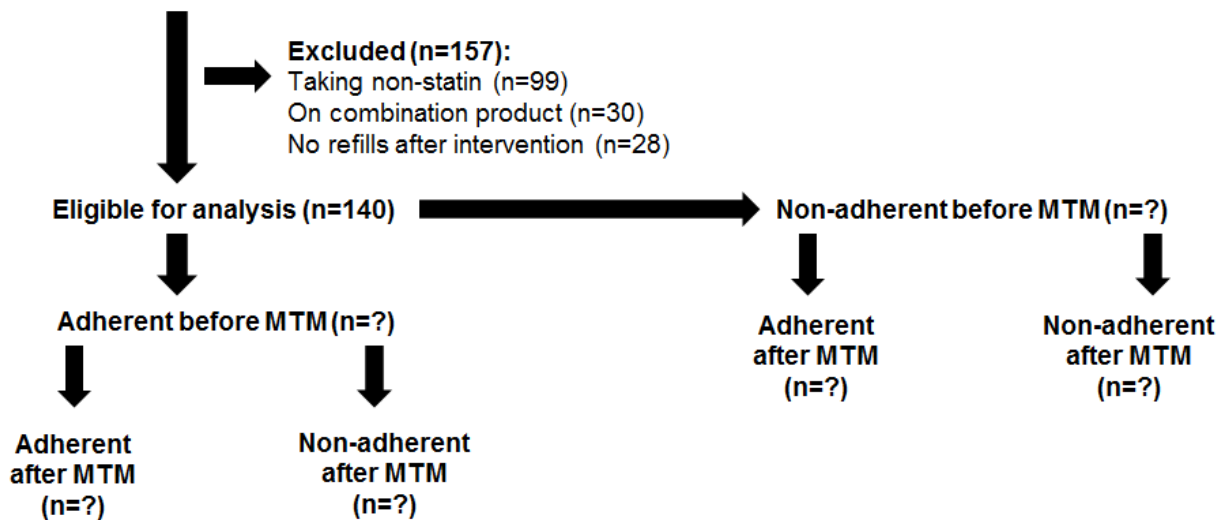 Excluded (n=157):
Taking non-statin (n=99)
On combination product (n=30)
No refills after intervention (n=28)
Eligible for analysis (n=140)
Non-adherent before MTM (n=?)
Adherent before MTM (n=?)
Adherent
after MTM
(n=?)
Non-adherent
after MTM
(n=?)
Adherent
after MTM
(n=?)
Non-adherent
after MTM
(n=?)